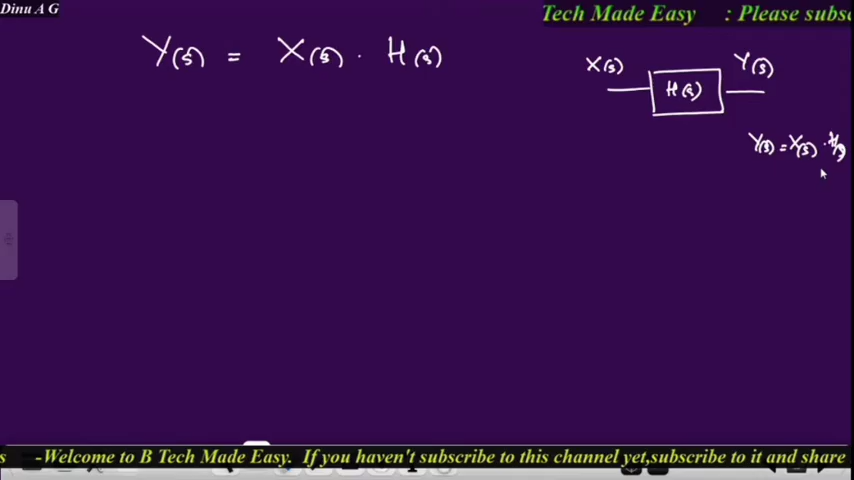 Dinu A G
Tech Made Easy : Please subs
Y(s) = X(s) . H(s)
X(s) Y(s)
H(s)
Y(s) = X(s) . H(s)
s -Welcome to B Tech Made Easy. If you haven't subscribe to this channel yet,subscribe to it and share